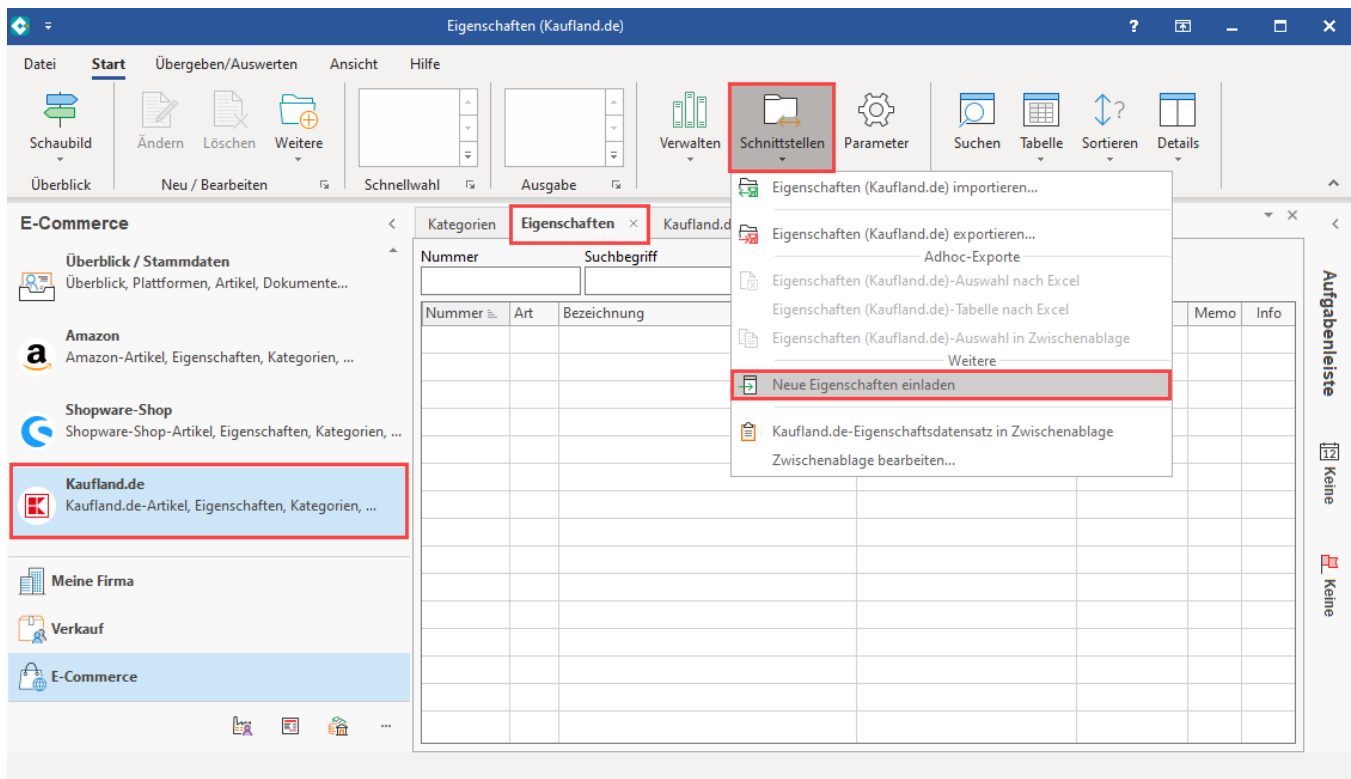 Eigenschaften (Kaufland.de)
?
Datei Start Übergeben/Auswerten Ansicht Hilfe
Schaubild
Ändern Löschen Weitere
Verwalten Schnittstellen Parameter
Suchen Tabelle Sortieren Details
Überblick Neu / Bearbeiten Schnellwahl Ausgabe
E-Commerce
Überblick / Stammdaten
Überblick, Plattformen, Artikel, Dokumente...
Amazon
Amazon-Artikel, Eigenschaften, Kategorien, ...
Shopware-Shop
Shopware-Shop-Artikel, Eigenschaften, Kategorien, ...
Kaufland.de
Kaufland.de-Artikel, Eigenschaften, Kategorien, ...
Meine Firma
Verkauf
E-Commerce
...
Kategorien Eigenschaften Kaufland.d
Nummer Suchbegriff
Nummer Art Bezeichnung Memo Info
Eigenschaften (Kaufland.de) importieren...
Eigenschaften (Kaufland.de) exportieren...
Adhoc-Exporte
Eigenschaften (Kaufland.de)-Auswahl nach Excel
Eigenschaften (Kaufland.de)-Tabelle nach Excel
Eigenschaften (Kaufland.de)-Auswahl in Zwischenablage
Weitere
Neue Eigenschaften einladen
Kaufland.de-Eigenschaftsdatensatz in Zwischenablage
Zwischenablage bearbeiten...
Aufgabenleiste
12 Keine
Keine